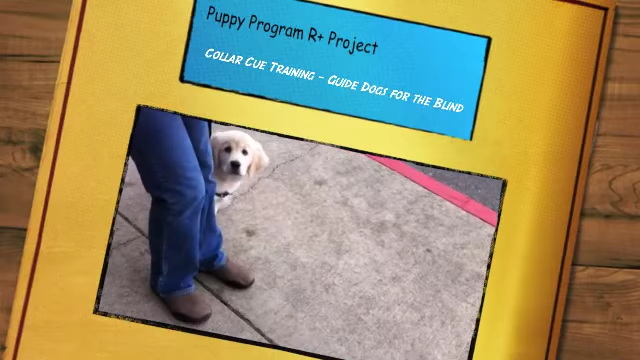 Puppy Program R+ Project
Collar Cue Training - Guide Dogs for the Blind